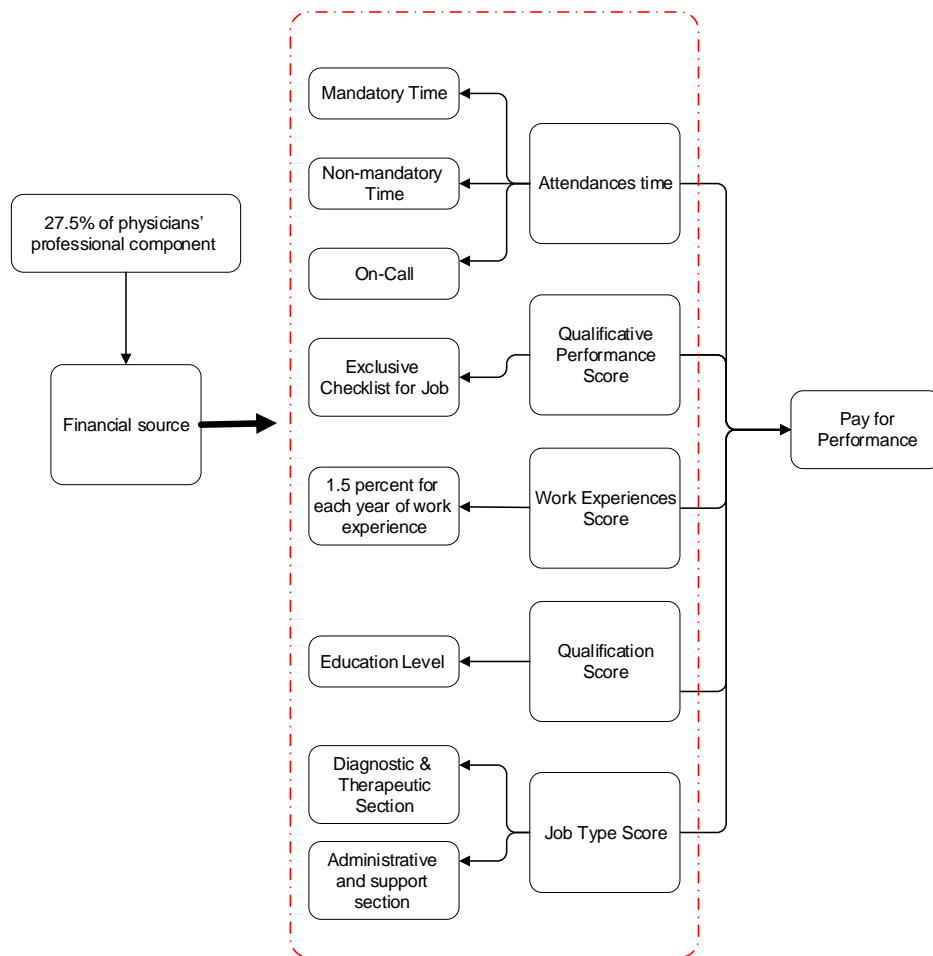 27.5% of physicians’
professional component
Financial source
Mandatory Time
Non-mandatory
Time
On-Call
Attendances time
Exclusive
Checklist for Job
Qualificative
Performance
Score
1.5 percent for
each year of work
experience
Work Experiences
Score
Education Level
Qualification
Score
Diagnostic &
Therapeutic
Section
Administrative
and support
section
Job Type Score
Pay for
Performance